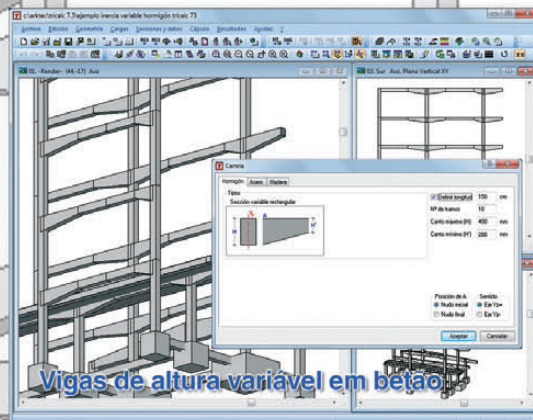 c:\arktec\tricalc 7.3\ejemplo inercia variable hormigón tricalc 73
Archivo Edición Geometría Cargas Secciones y datos Cálculo Resultados Ayudas ?
01. -Render- (44,-17) Axo
03. Sur Axo. Plano Vertical XY
Cartela
Hormigón Acero Madera
Tipos
Sección variable rectangular
H
A
H'
Definir longitud 150 cm
Nº de tramos 10
Canto máximo (H) 400 mm
Canto mínimo (H') 200 mm
Posición de A Sentido
Nudo inicial Eje Yp+
Nudo final Eje Yp-
Aceptar Cancelar
Vigas de altura variável em betão